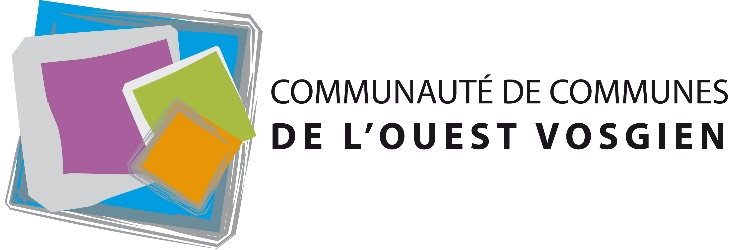 COMMUNAUTÉ DE COMMUNES
DE L'OUEST VOSGIEN